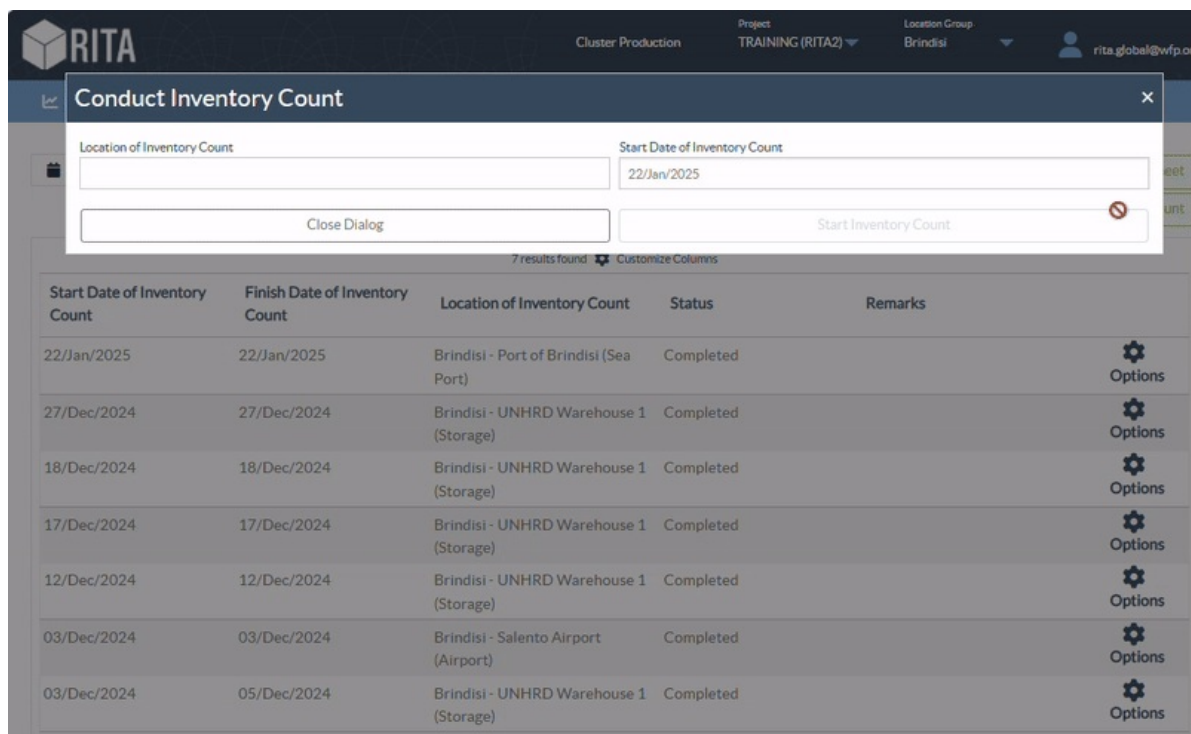 RITA
Cluster Production
Project
TRAINING (RITA2)
Location Group
Brindisi
rita.global@wfp.o
Conduct Inventory Count
×
Location of Inventory Count
Start Date of Inventory Count
22/Jan/2025
Close Dialog
Start Inventory Count
eet
unt
7 results found Customize Columns
Start Date of Inventory
Count
Finish Date of Inventory
Count
Location of Inventory Count
Status
Remarks
22/Jan/2025
22/Jan/2025
Brindisi - Port of Brindisi (Sea
Port)
Completed
Options
27/Dec/2024
27/Dec/2024
Brindisi - UNHRD Warehouse 1
(Storage)
Completed
Options
18/Dec/2024
18/Dec/2024
Brindisi - UNHRD Warehouse 1
(Storage)
Completed
Options
17/Dec/2024
17/Dec/2024
Brindisi - UNHRD Warehouse 1
(Storage)
Completed
Options
12/Dec/2024
12/Dec/2024
Brindisi - UNHRD Warehouse 1
(Storage)
Completed
Options
03/Dec/2024
03/Dec/2024
Brindisi - Salento Airport
(Airport)
Completed
Options
03/Dec/2024
05/Dec/2024
Brindisi - UNHRD Warehouse 1
(Storage)
Completed
Options